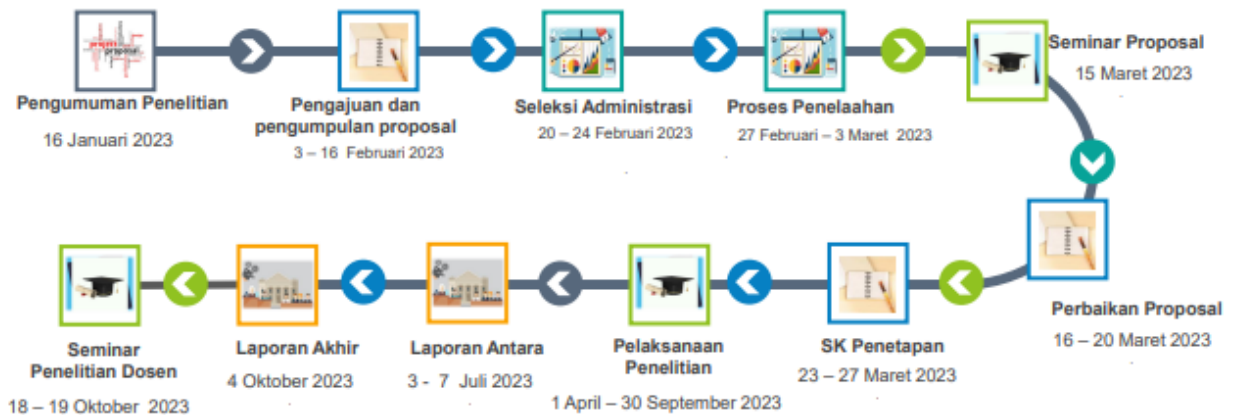 Pengumuman Penelitian
16 Januari 2023
Pengajuan dan
pengumpulan proposal
3 – 16 Februari 2023
Seleksi Administrasi
20 – 24 Februari 2023
Proses Penelaahan
27 Februari – 3 Maret 2023
Seminar Proposal
15 Maret 2023
Perbaikan Proposal
16 – 20 Maret 2023
SK Penetapan
23 – 27 Maret 2023
Pelaksanaan
Penelitian
1 April – 30 September 2023
Laporan Antara
3 - 7 Juli 2023
Laporan Akhir
4 Oktober 2023
Seminar
Penelitian Dosen
18 – 19 Oktober 2023